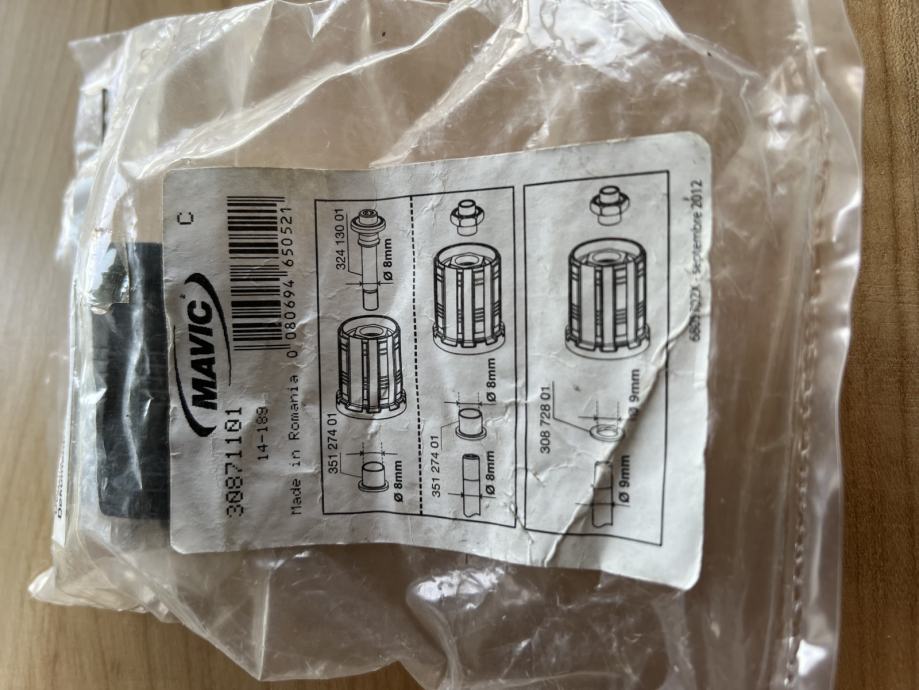 C
MAVIC
0 080694 650521
30871101
14-189
Made in Romania
324 130 01
Ø 8mm
351 274 01
Ø 8mm
Ø 8mm
351 274 01
Ø 8mm
308 728 01
9mm
Ø 9mm
septembre 2012